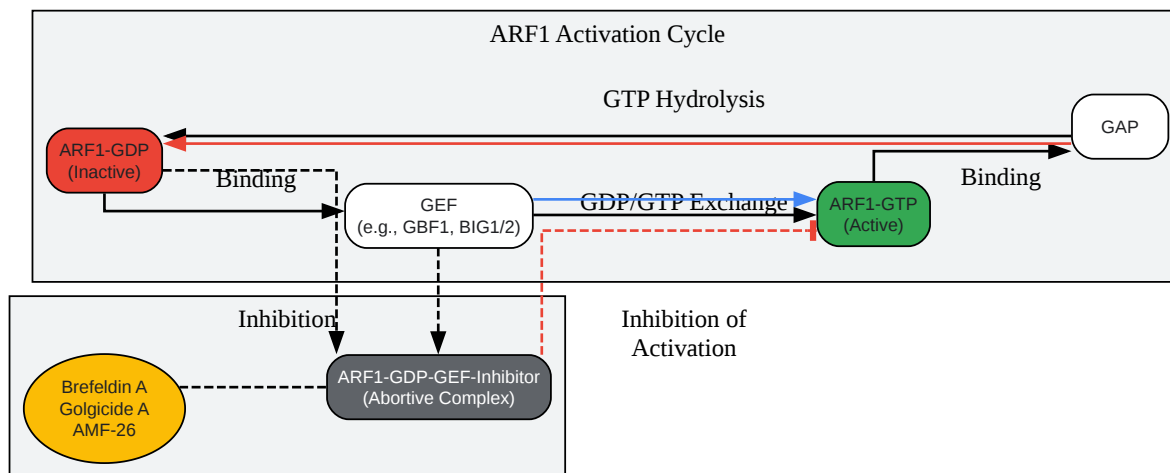 ARF1 Activation Cycle
GTP Hydrolysis
GAP
ARF1-GDP
(Inactive)
Binding
Binding
GEF
(e.g., GBF1, BIG1/2)
GDP/GTP Exchange
ARF1-GTP
(Active)
Inhibition
Inhibition of
Activation
ARF1-GDP-GEF-Inhibitor
(Abortive Complex)
Brefeldin A
Golgicide A
AMF-26